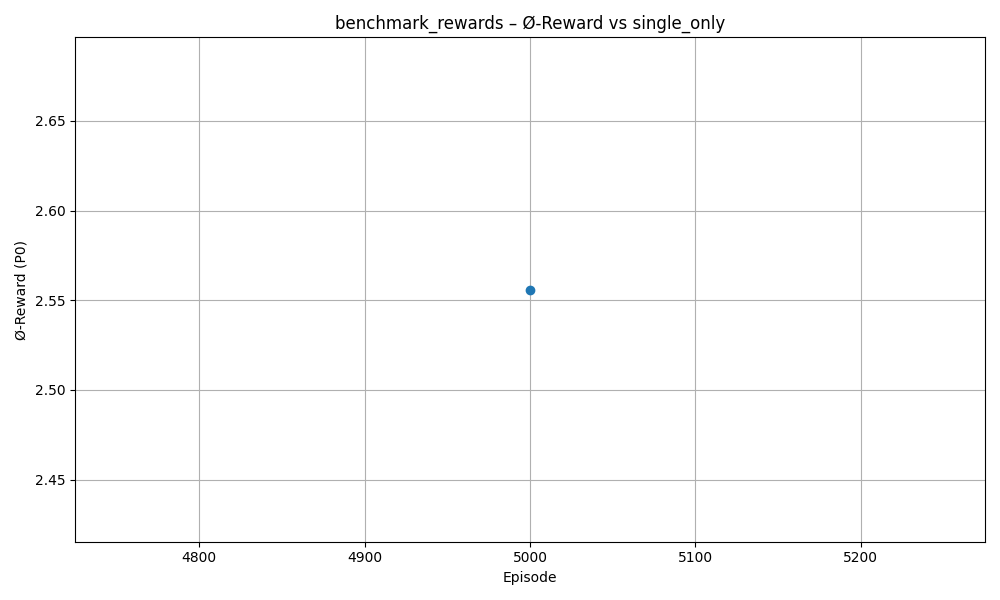 benchmark_rewards – Ø-Reward vs single_only
Ø-Reward (P0)
2.65
2.60
2.55
2.50
2.45
4800 4900 5000 5100 5200
Episode